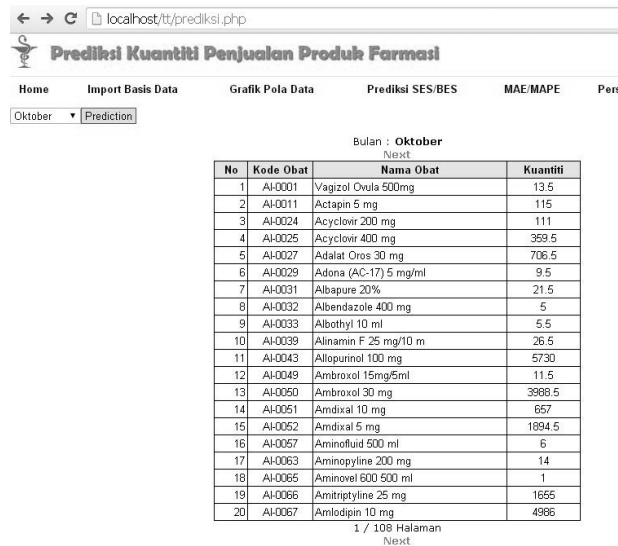 localhost/tt/prediksi.php
Prediksi Kuantiti Penjualan Produk Farmasi
Home Import Basis Data Grafik Pola Data Prediksi SES/BES MAE/MAPE Pers
Oktober Prediction
Bulan : Oktober
Next
No Kode Obat Nama Obat Kuantiti
1 AI-0001 Vagizol Ovula 500mg 13.5
2 AI-0011 Actapin 5 mg 115
3 AI-0024 Acyclovir 200 mg 111
4 AI-0025 Acyclovir 400 mg 359.5
5 AI-0027 Adalat Oros 30 mg 706.5
6 AI-0029 Adona (AC-17) 5 mg/ml 9.5
7 AI-0031 Albapure 20% 21.5
8 AI-0032 Albendazole 400 mg 5
9 AI-0033 Albothyl 10 ml 5.5
10 AI-0039 Alinamin F 25 mg/10 m 26.5
11 AI-0043 Allopurinol 100 mg 5730
12 AI-0049 Ambroxol 15mg/5ml 11.5
13 AI-0050 Ambroxol 30 mg 3988.5
14 AI-0051 Amdixal 10 mg 657
15 AI-0052 Amdixal 5 mg 1894.5
16 AI-0057 Aminofluid 500 ml 6
17 AI-0063 Aminopyline 200 mg 14
18 AI-0065 Aminovel 600 500 ml 1
19 AI-0066 Amitriptyline 25 mg 1655
20 AI-0067 Amlodipin 10 mg 4986
1 / 108 Halaman
Next